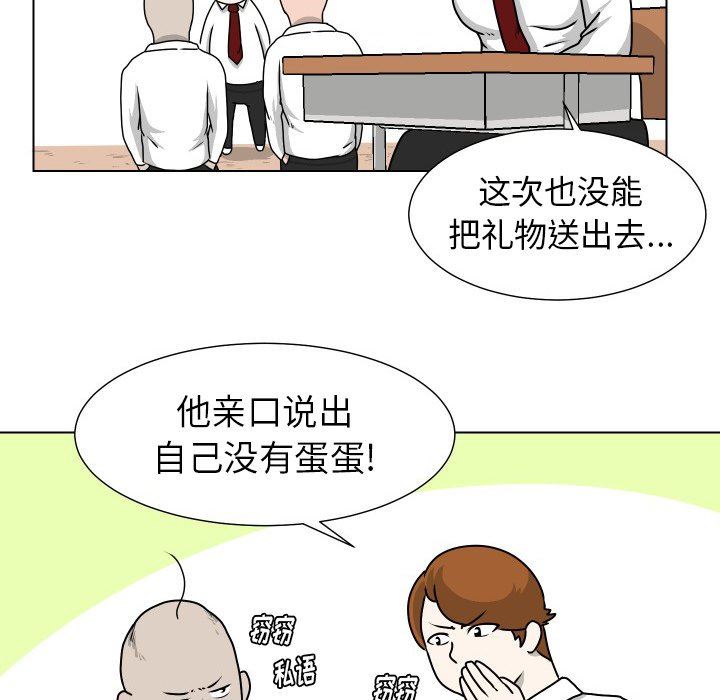 这次也没能
把礼物送出去…
他亲口说出
自己没有蛋蛋!
窃窃
私语
窃窃